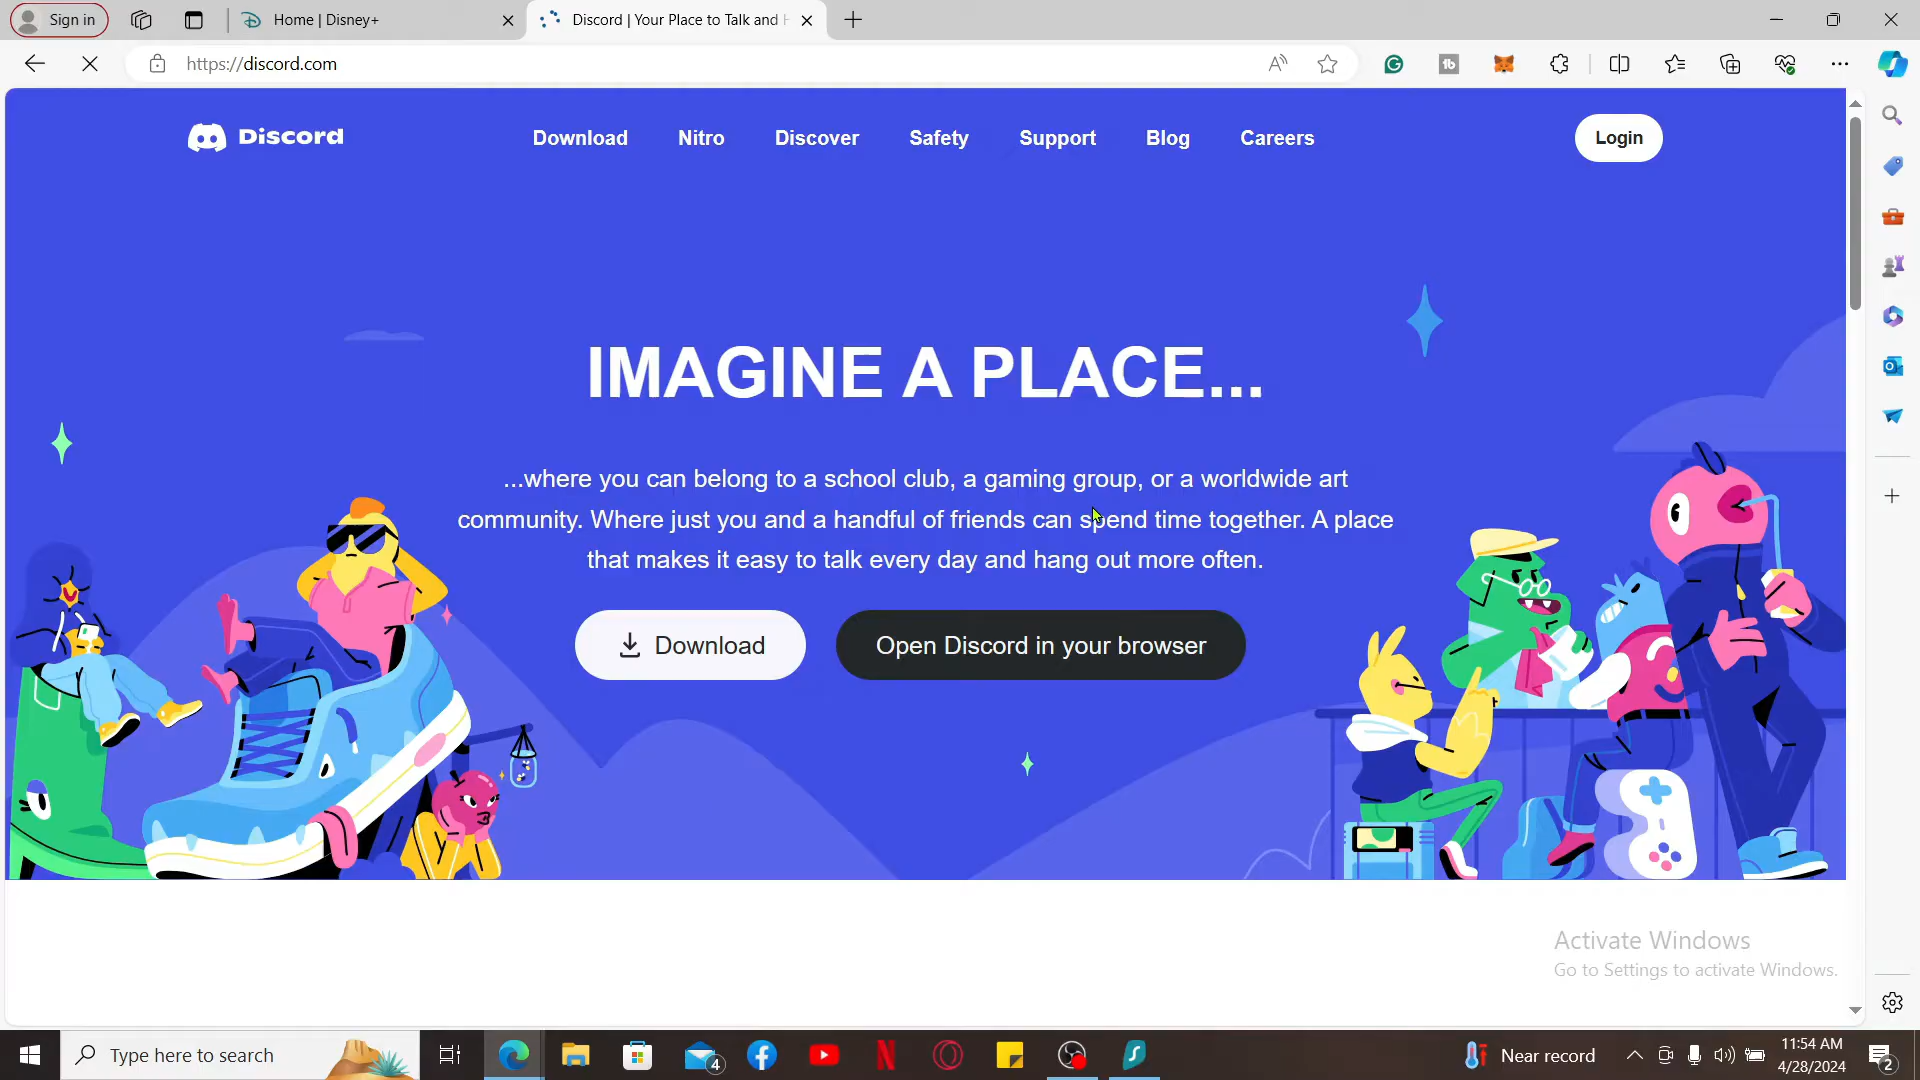 Sign in
Home | Disney+
Discord | Your Place to Talk and H
https://discord.com
Discord
Download
Nitro
Discover
Safety
Support
Blog
Careers
Login
IMAGINE A PLACE...
...where you can belong to a school club, a gaming group, or a worldwide art
community. Where just you and a handful of friends can spend time together. A place
that makes it easy to talk every day and hang out more often.
Download
Open Discord in your browser
Activate Windows
Go to Settings to activate Windows.
Type here to search
4
Near record
11:54 AM
4/28/2024
2